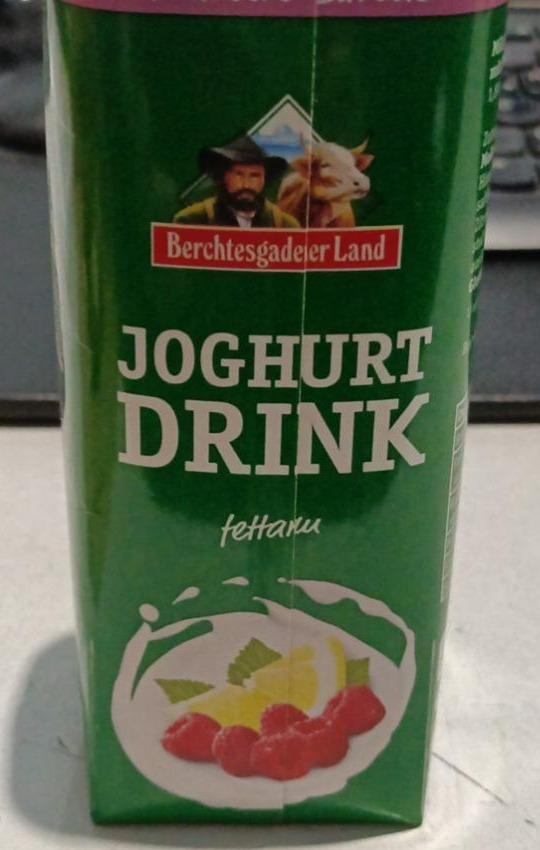 Berchtesgadener Land
JOGHURT
DRINK
fettarm